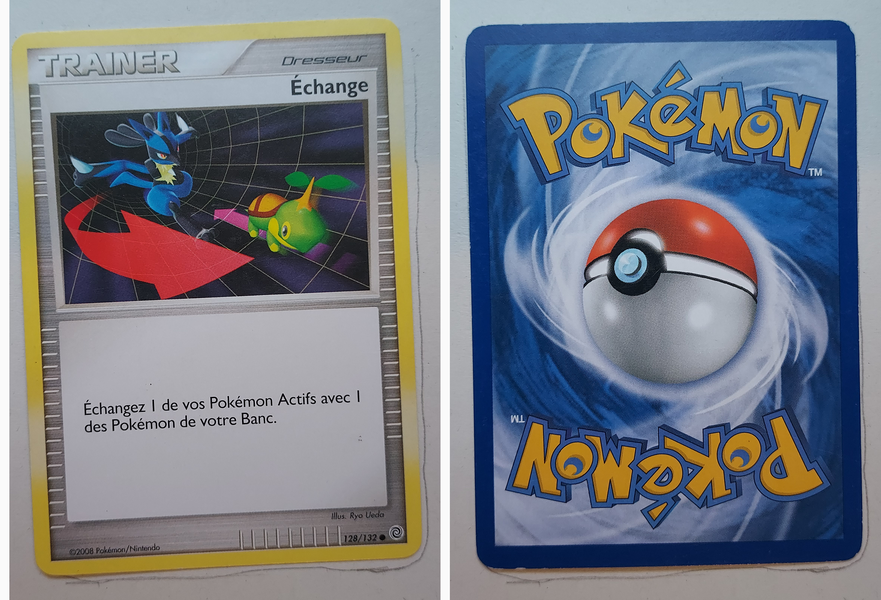 TRAINER
Dresseur
Échange
Échangez 1 de vos Pokémon Actifs avec 1
des Pokémon de votre Banc.
Illus. Ryo Ueda
©2008 Pokémon/Nintendo
128/132
POKéMON
TM
TM
POKéMON